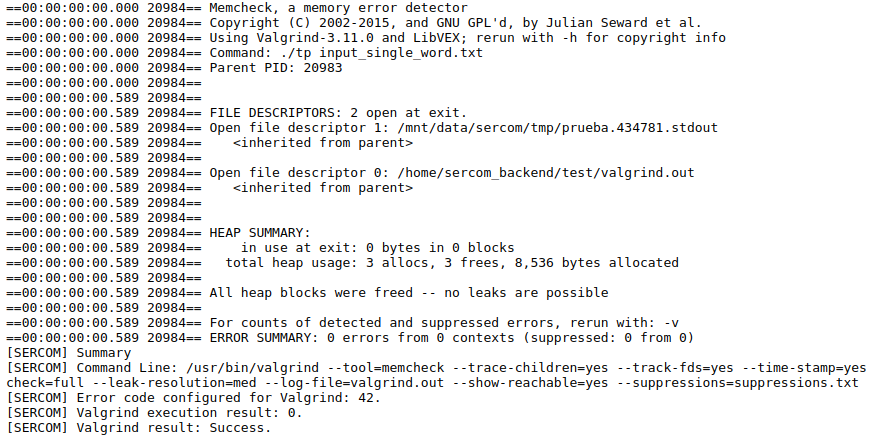 ==00:00:00:00.000 20984== Memcheck, a memory error detector
==00:00:00:00.000 20984== Copyright (C) 2002-2015, and GNU GPL'd, by Julian Seward et al.
==00:00:00:00.000 20984== Using Valgrind-3.11.0 and LibVEX; rerun with -h for copyright info
==00:00:00:00.000 20984== Command: ./tp input_single_word.txt
==00:00:00:00.000 20984== Parent PID: 20983
==00:00:00:00.000 20984==
==00:00:00:00.589 20984==
==00:00:00:00.589 20984== FILE DESCRIPTORS: 2 open at exit.
==00:00:00:00.589 20984== Open file descriptor 1: /mnt/data/sercom/tmp/prueba.434781.stdout
==00:00:00:00.589 20984==    <inherited from parent>
==00:00:00:00.589 20984==
==00:00:00:00.589 20984== Open file descriptor 0: /home/sercom_backend/test/valgrind.out
==00:00:00:00.589 20984==    <inherited from parent>
==00:00:00:00.589 20984==
==00:00:00:00.589 20984==
==00:00:00:00.589 20984== HEAP SUMMARY:
==00:00:00:00.589 20984==     in use at exit: 0 bytes in 0 blocks
==00:00:00:00.589 20984==   total heap usage: 3 allocs, 3 frees, 8,536 bytes allocated
==00:00:00:00.589 20984==
==00:00:00:00.589 20984== All heap blocks were freed -- no leaks are possible
==00:00:00:00.589 20984==
==00:00:00:00.589 20984== For counts of detected and suppressed errors, rerun with: -v
==00:00:00:00.589 20984== ERROR SUMMARY: 0 errors from 0 contexts (suppressed: 0 from 0)
[SERCOM] Summary
[SERCOM] Command Line: /usr/bin/valgrind --tool=memcheck --trace-children=yes --track-fds=yes --time-stamp=yes
check=full --leak-resolution=med --log-file=valgrind.out --show-reachable=yes --suppressions=suppressions.txt
[SERCOM] Error code configured for Valgrind: 42.
[SERCOM] Valgrind execution result: 0.
[SERCOM] Valgrind result: Success.